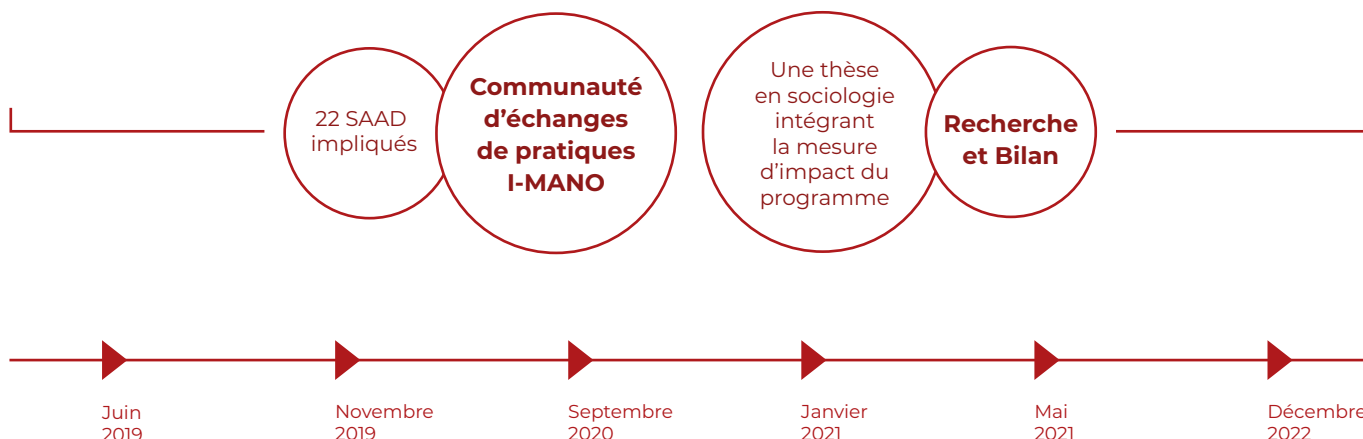 22 SAAD
impliqués
Communauté
d'échanges
de pratiques
I-MANO
Une thèse
en sociologie
intégrant
la mesure
d'impact du
programme
Recherche
et Bilan
Juin
2019
Novembre
2019
Septembre
2020
Janvier
2021
Mai
2021
Décembre
2022